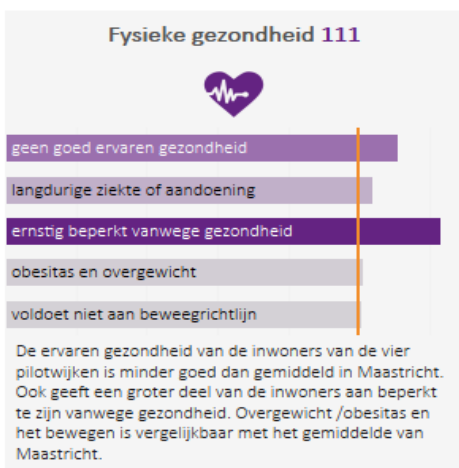 Fysieke gezondheid 111
geen goed ervaren gezondheid
langdurige ziekte of aandoening
ernstig beperkt vanwege gezondheid
obesitas en overgewicht
voldoet niet aan beweegrichtlijn
De ervaren gezondheid van de inwoners van de vier
pilotwijken is minder goed dan gemiddeld in Maastricht.
Ook geeft een groter deel van de inwoners aan beperkt
te zijn vanwege gezondheid. Overgewicht /obesitas en
het bewegen is vergelijkbaar met het gemiddelde van
Maastricht.